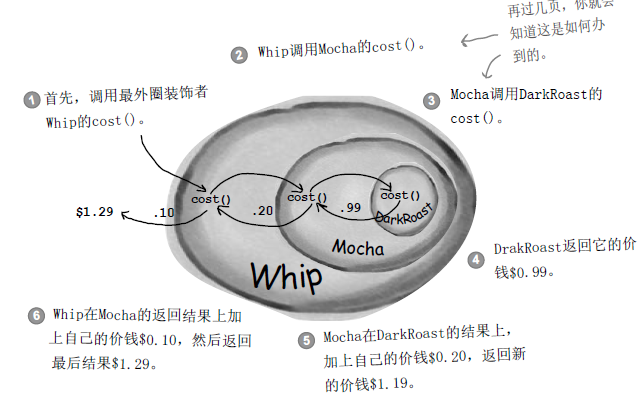 再过几页，你就会
知道这是如何办
到的。
2 Whip调用Mocha的cost()。
1 首先，调用最外圈装饰者
Whip的cost()。
3 Mocha调用DarkRoast的
cost()。
cost()
cost()
cost()
$1.29
.10
.20
.99
DarkRoast
Mocha
Whip
4 DrakRoast返回它的价
钱$0.99。
6 Whip在Mocha的返回结果上加
上自己的价钱$0.10，然后返回
最后结果$1.29。
5 Mocha在DarkRoast的结果上，
加上自己的价钱$0.20，返回新
的价钱$1.19。